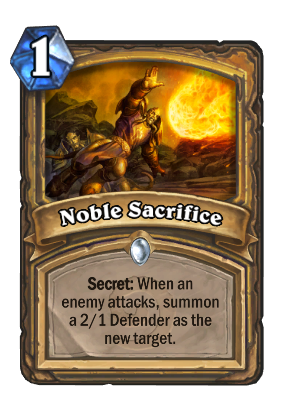 1
Noble Sacrifice
Secret: When an
enemy attacks, summon
a 2/1 Defender as the
new target.